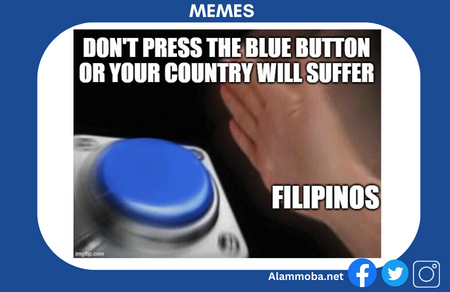 MEMES
DON'T PRESS THE BLUE BUTTON
OR YOUR COUNTRY WILL SUFFER
FILIPINOS
imgflip.com
Alammoba.net